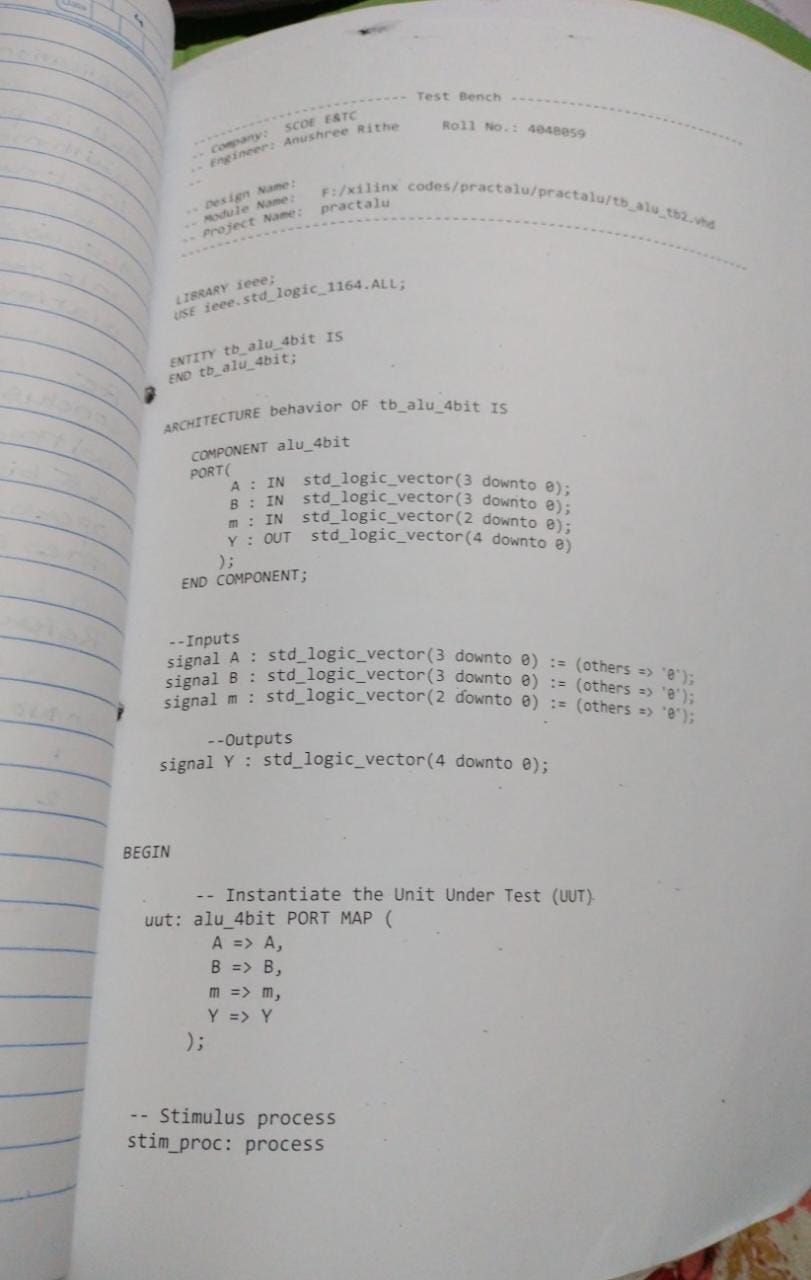 ---------------------------- Test Bench ------------------------------
-- Company: SCOE E&TC
-- Engineer: Anushree Rithe Roll No.: 4048059
--
-- Design Name:
-- Module Name: F:/xilinx codes/practalu/practalu/tb_alu_tb2.vhd
-- Project Name: practalu
--------------------------------------------------------------------------------
LIBRARY ieee;
USE ieee.std_logic_1164.ALL;
ENTITY tb_alu_4bit IS
END tb_alu_4bit;
ARCHITECTURE behavior OF tb_alu_4bit IS
COMPONENT alu_4bit
PORT(
A : IN std_logic_vector(3 downto 0);
B : IN std_logic_vector(3 downto 0);
m : IN std_logic_vector(2 downto 0);
Y : OUT std_logic_vector(4 downto 0)
);
END COMPONENT;
--Inputs
signal A : std_logic_vector(3 downto 0) := (others => '0');
signal B : std_logic_vector(3 downto 0) := (others => '0');
signal m : std_logic_vector(2 downto 0) := (others => '0');
--Outputs
signal Y : std_logic_vector(4 downto 0);
BEGIN
-- Instantiate the Unit Under Test (UUT)
uut: alu_4bit PORT MAP (
A => A,
B => B,
m => m,
Y => Y
);
-- Stimulus process
stim_proc: process